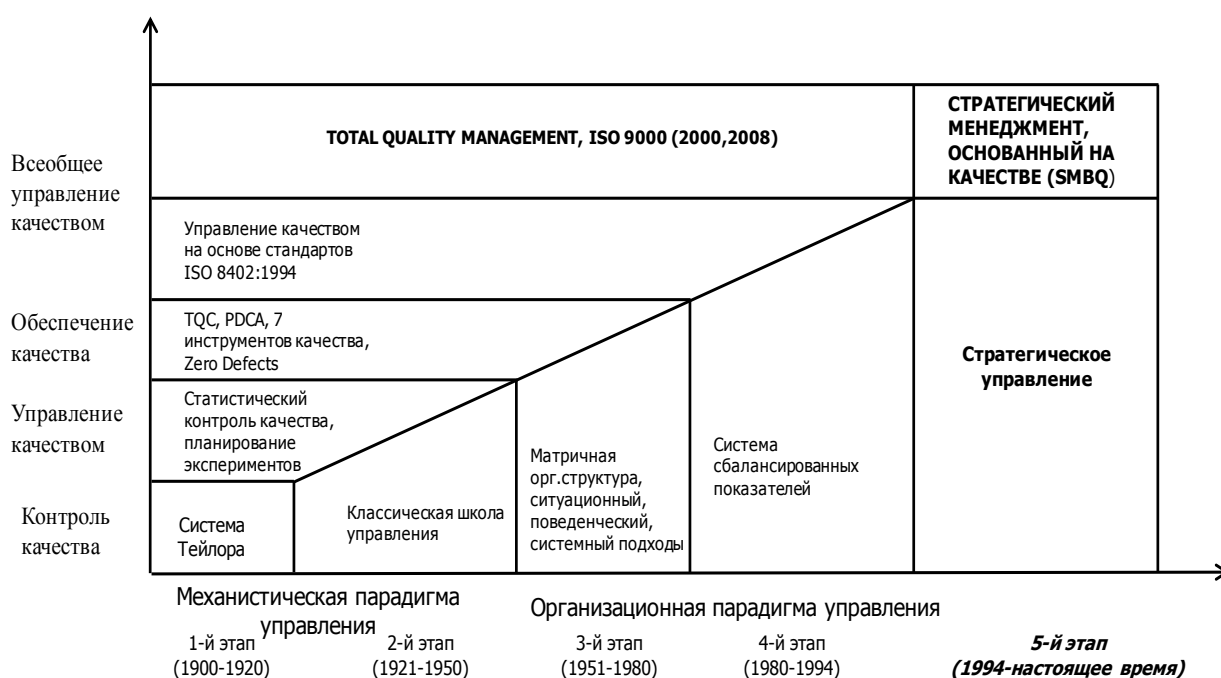 TOTAL QUALITY MANAGEMENT, ISO 9000 (2000,2008)
СТРАТЕГИЧЕСКИЙ
МЕНЕДЖМЕНТ,
ОСНОВАННЫЙ НА
КАЧЕСТВЕ (SMBQ)
Всеобщее
управление
качеством
Управление качеством
на основе стандартов
ISO 8402:1994
Обеспечение
качества
TQC, PDCA, 7
инструментов качества,
Zero Defects
Стратегическое
управление
Управление
качеством
Статистический
контроль качества,
планирование
экспериментов
Контроль
качества
Система
Тейлора
Классическая школа
управления
Матричная
орг.структура,
ситуационный,
поведенческий,
системный подходы
Система
сбалансированных
показателей
Механистическая парадигма
управления
Организационная парадигма управления
1-й этап
(1900-1920)
2-й этап
(1921-1950)
3-й этап
(1951-1980)
4-й этап
(1980-1994)
5-й этап
(1994-настоящее время)